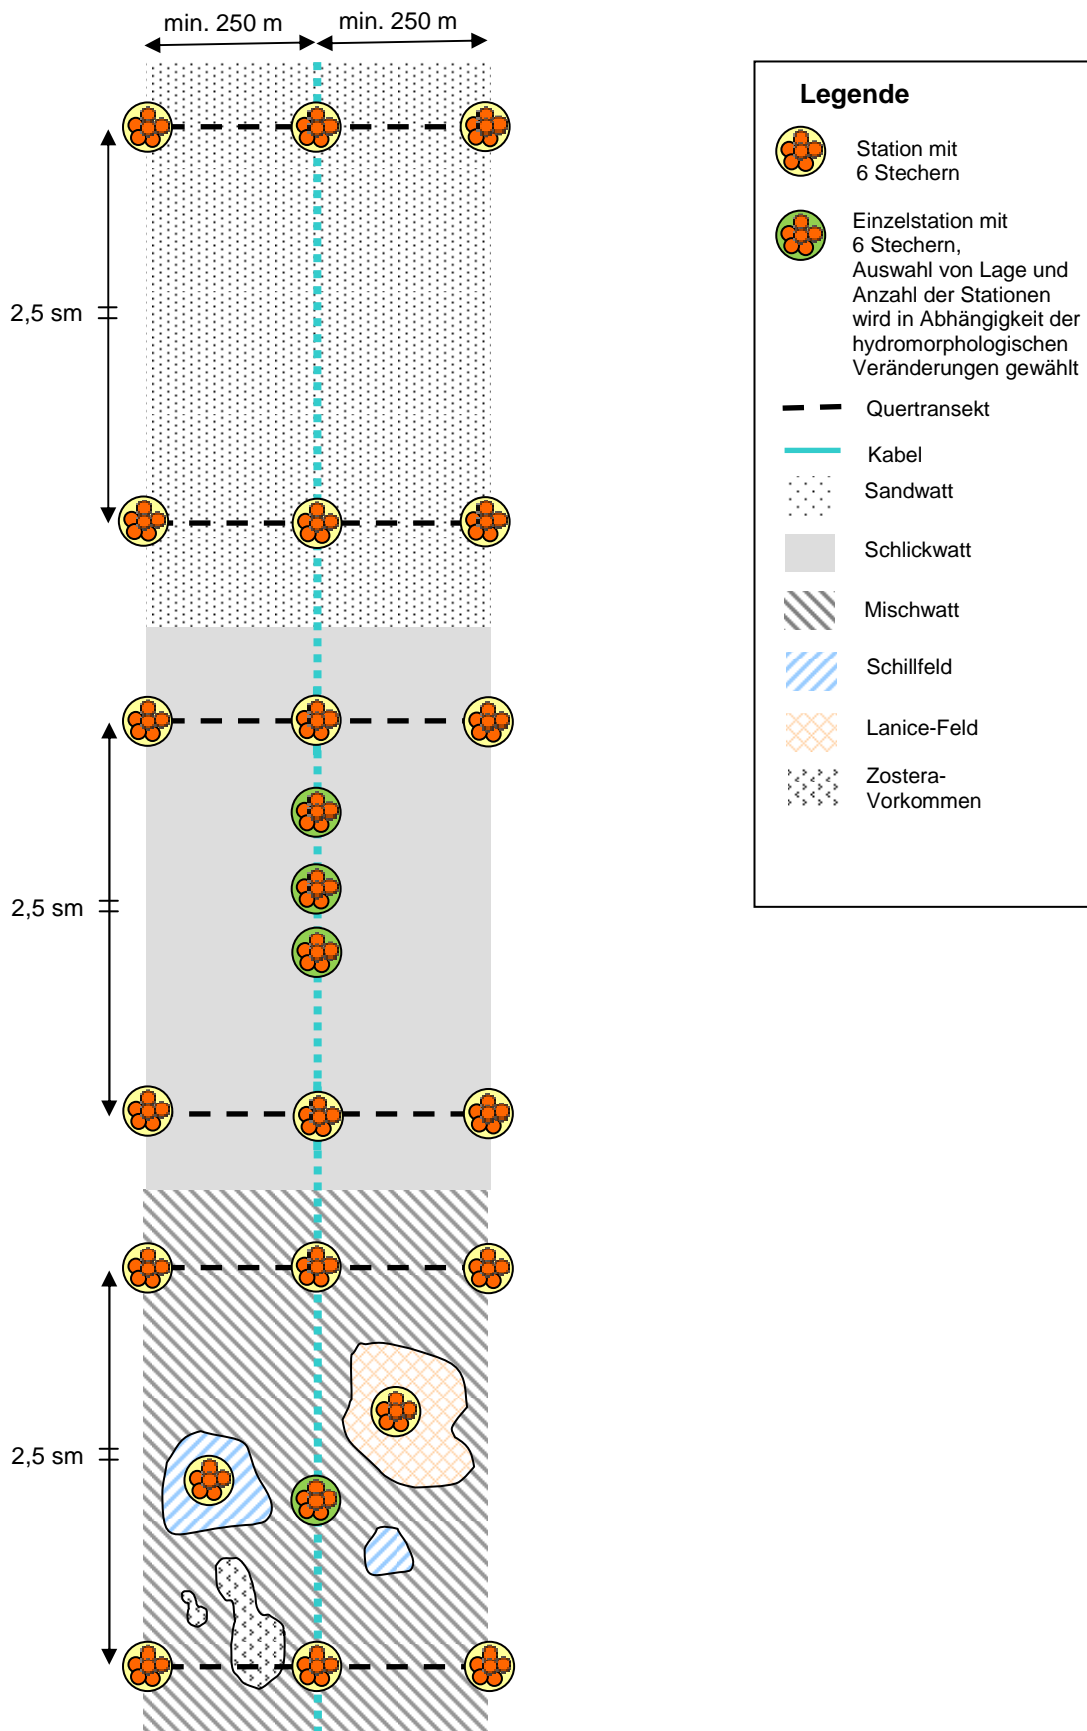 min. 250 m
min. 250 m
2,5 sm
2,5 sm
2,5 sm
Legende
Station mit
6 Stechern
Einzelstation mit
6 Stechern,
Auswahl von Lage und
Anzahl der Stationen
wird in Abhängigkeit der
hydromorphologischen
Veränderungen gewählt
Quertransekt
Kabel
Sandwatt
Schlickwatt
Mischwatt
Schillfeld
Lanice-Feld
Zostera-
Vorkommen